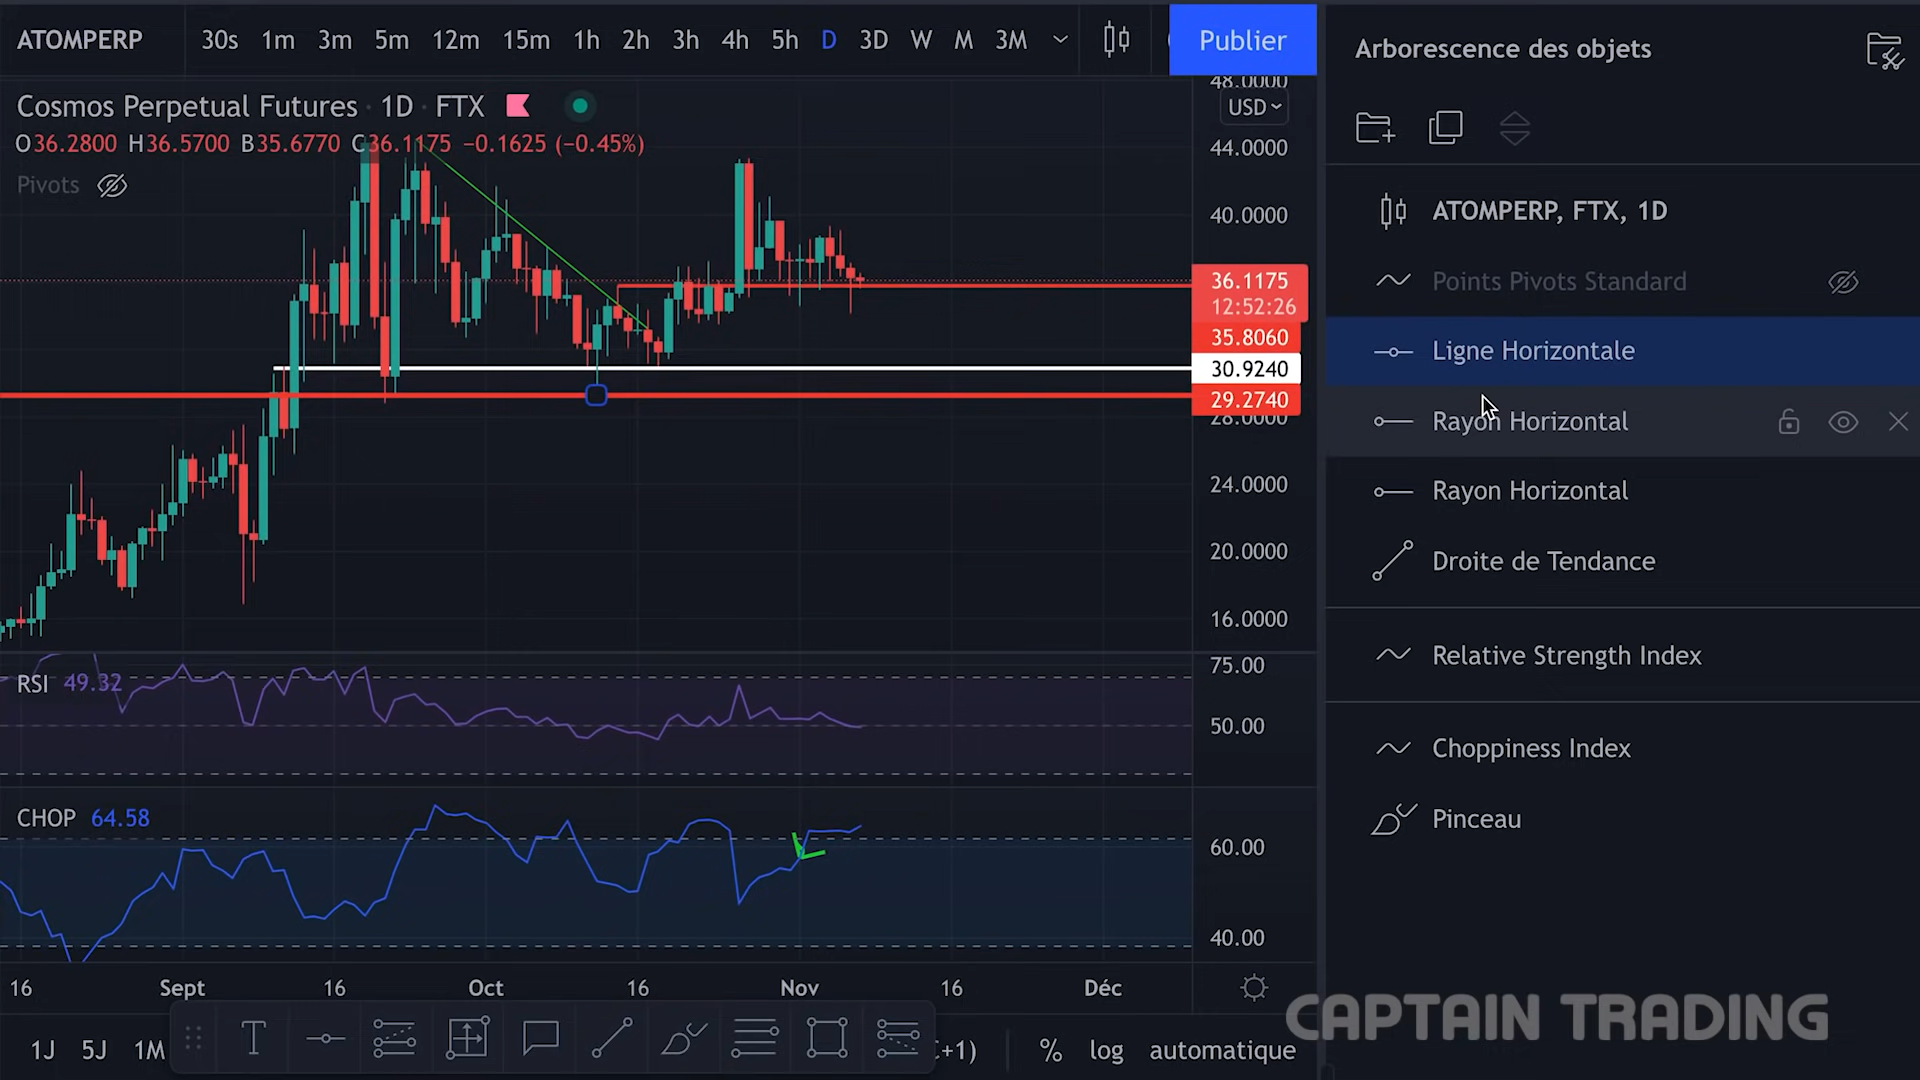 ATOMPERP 30s 1m 3m 5m 12m 15m 1h 2h 3h 4h 5h D 3D W M 3M Publier
Cosmos Perpetual Futures · 1D · FTX
O36.2800 H36.5700 B35.6770 C36.1175 −0.1625 (−0.45%)
Pivots
USD
48.0000
44.0000
40.0000
36.1175
12:52:26
35.8060
30.9240
29.2740
28.0000
24.0000
20.0000
16.0000
RSI 49.32
75.00
50.00
CHOP 64.58
60.00
40.00
16 Sept 16 Oct 16 Nov 16 Déc
1J 5J 1M
T
+1) % log automatique
Arborescence des objets
ATOMPERP, FTX, 1D
Points Pivots Standard
Ligne Horizontale
Rayon Horizontal
Rayon Horizontal
Droite de Tendance
Relative Strength Index
Choppiness Index
Pinceau
CAPTAIN TRADING